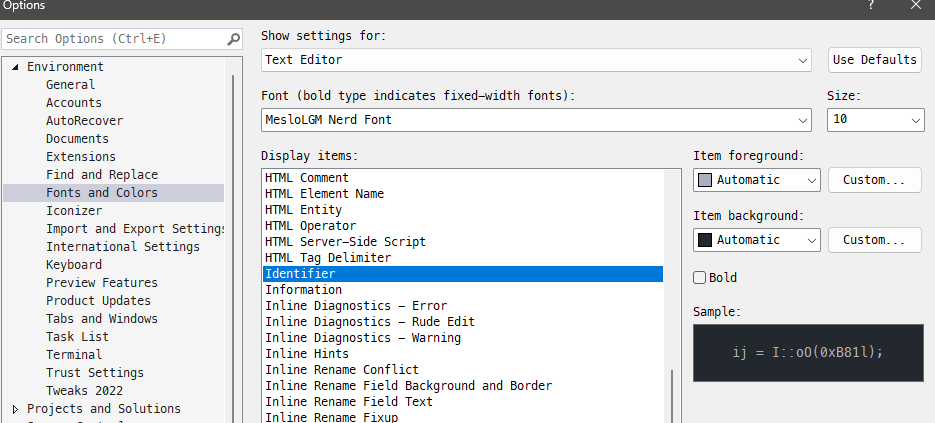 Options
?
Search Options (Ctrl+E)
Environment
General
Accounts
AutoRecover
Documents
Extensions
Find and Replace
Fonts and Colors
Iconizer
Import and Export Settings
International Settings
Keyboard
Preview Features
Product Updates
Tabs and Windows
Task List
Terminal
Trust Settings
Tweaks 2022
Projects and Solutions
Show settings for:
Text Editor
Use Defaults
Font (bold type indicates fixed-width fonts):
Size:
MesloLGM Nerd Font
10
Display items:
HTML Comment
HTML Element Name
HTML Entity
HTML Operator
HTML Server-Side Script
HTML Tag Delimiter
Identifier
Information
Inline Diagnostics - Error
Inline Diagnostics - Rude Edit
Inline Diagnostics - Warning
Inline Hints
Inline Rename Conflict
Inline Rename Field Background and Border
Inline Rename Field Text
Inline Rename Fixup
Item foreground:
Automatic
Custom...
Item background:
Automatic
Custom...
Bold
Sample:
ij = I::oO(0xB81l);